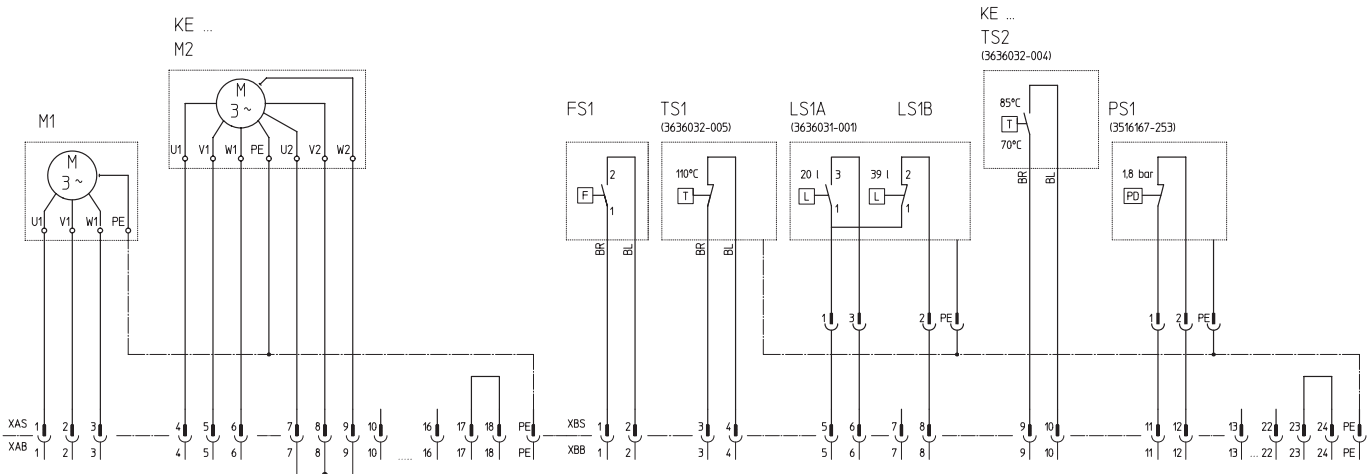 KE ...
M2
M
3 ~
U1 V1 W1 PE U2 V2 W2
M1
M
3 ~
U1 V1 W1 PE
FS1
F
2
1
BR BL
TS1
(3636032-005)
110°C
T
BR BL
LS1A
(3636031-001)
20 l 3
L
1
LS1B
39 l 2
L
1
KE ...
TS2
(3636032-004)
85°C
T
70°C
BR BL
PS1
(3516167-253)
1,8 bar
PD
1 3 2 PE 1 2 PE
XAS 1 2 3 4 5 6 7 8 9 10 16 17 18 PE
XAB 1 2 3 4 5 6 7 8 9 10 ..... 16 17 18 PE
XBS 1 2 3 4 5 6 7 8 9 10 11 12 13 22 23 24 PE
XBB 1 2 3 4 5 6 7 8 9 10 11 12 13 ... 22 23 24 PE